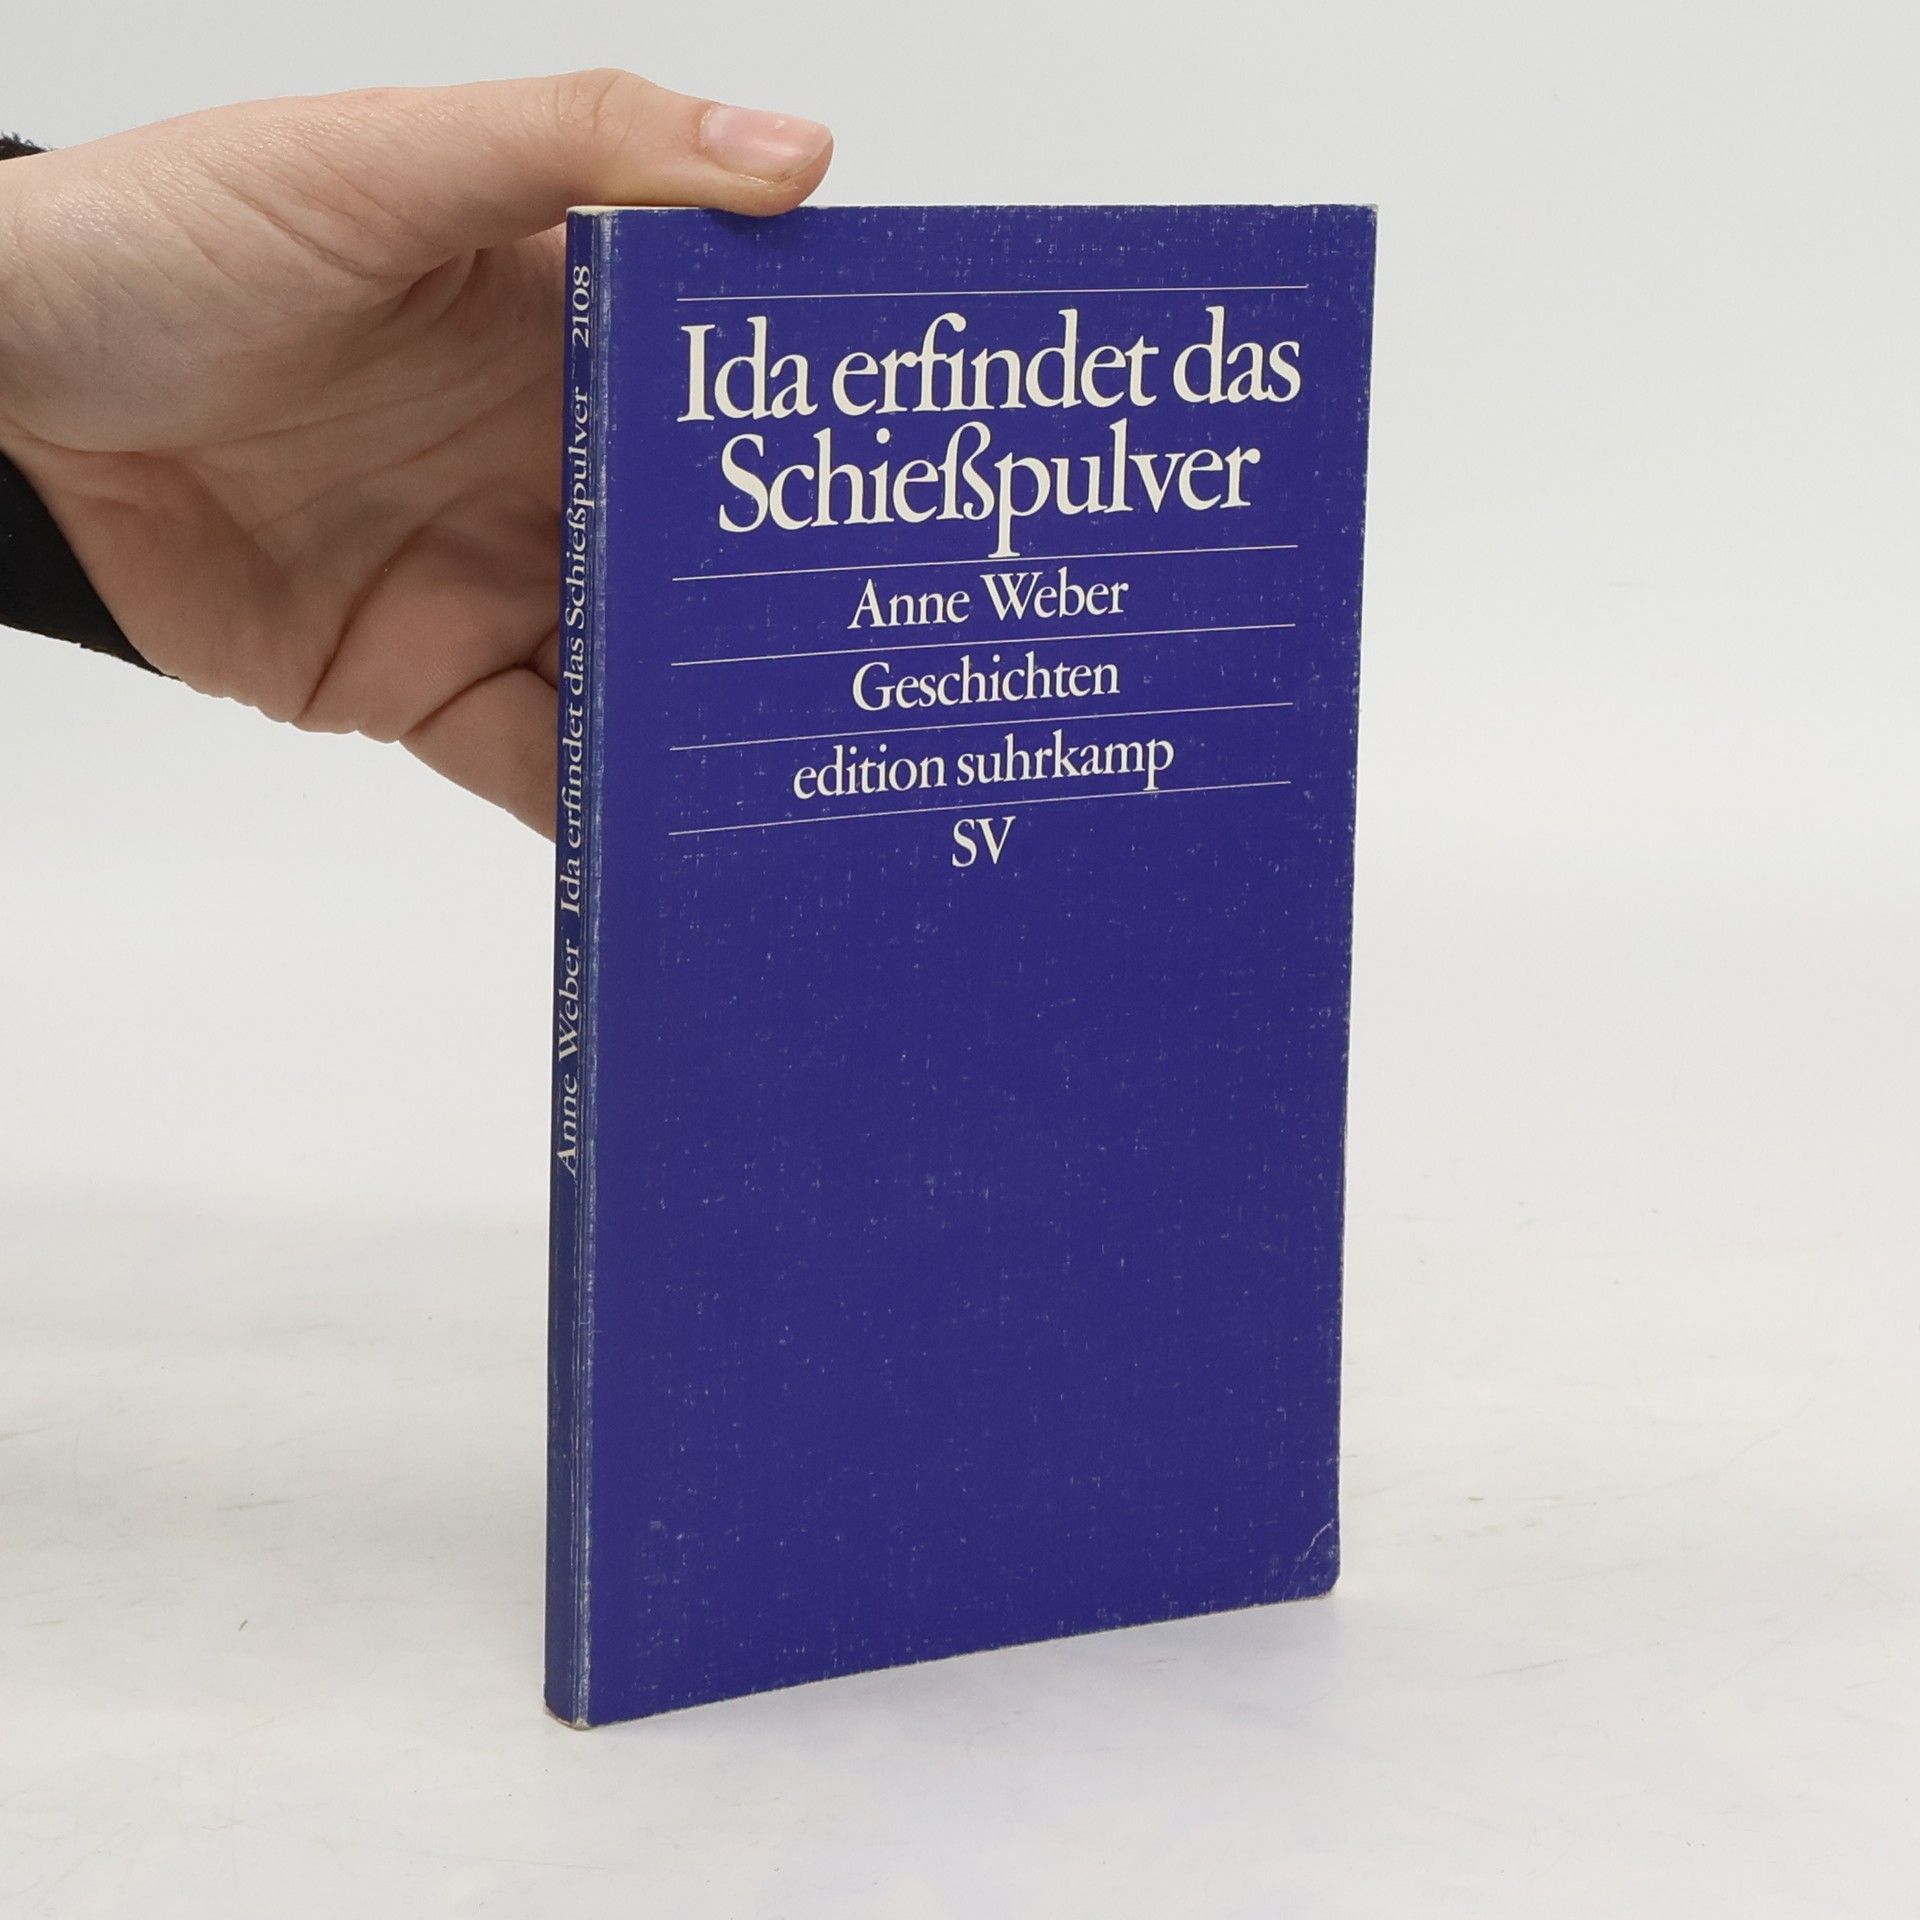 Ida erfindet das
Schießpulver
Anne Weber
Geschichten
edition suhrkamp
SV
Anne Weber Ida erfindet das Schießpulver 2108